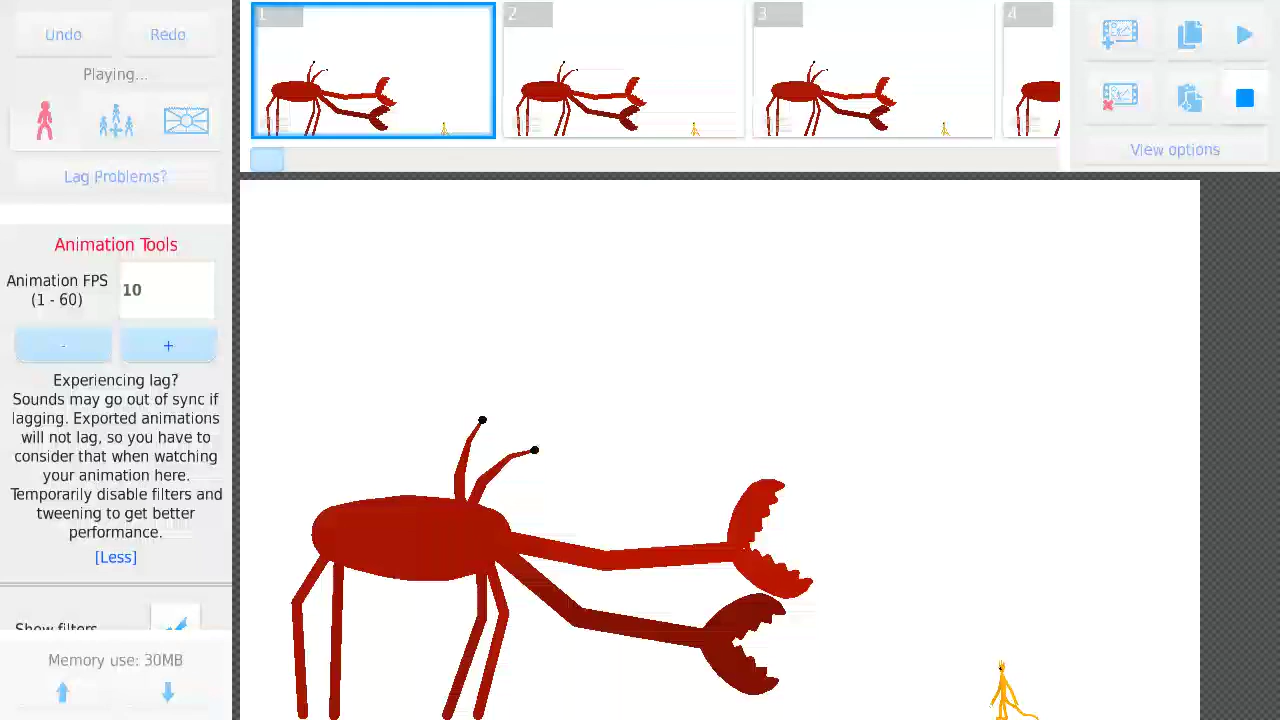 Undo Redo
Playing...
Lag Problems?
Animation Tools
Animation FPS
(1 - 60)
10
- +
Experiencing lag?
Sounds may go out of sync if
lagging. Exported animations
will not lag, so you have to
consider that when watching
your animation here.
Temporarily disable filters and
tweening to get better
performance.
[Less]
Show filters
Memory use: 30MB
1 2 3 4
View options